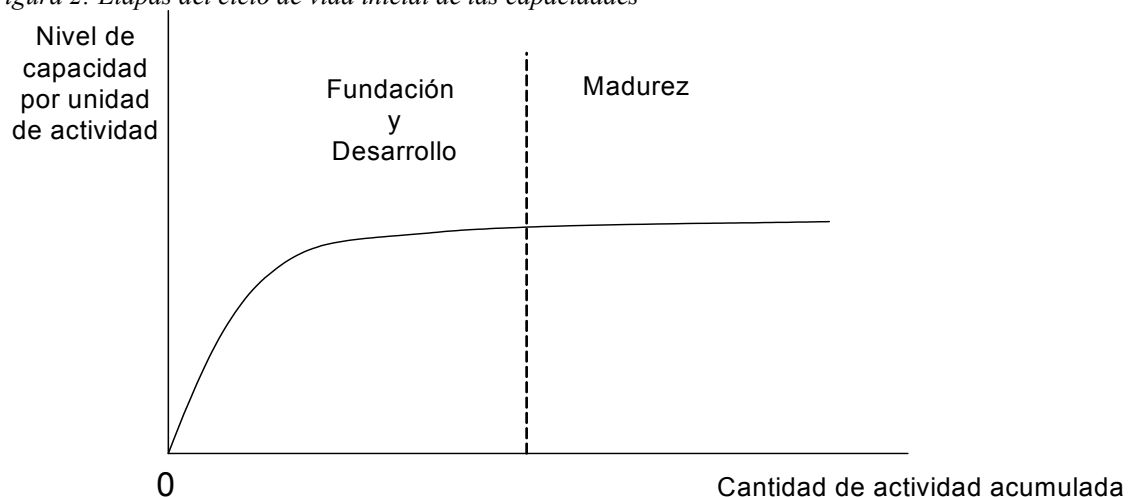 Figura 2: Etapas del ciclo de vida inicial de las capacidades
Nivel de
capacidad
por unidad
de actividad
Fundación
y
Desarrollo
Madurez
0
Cantidad de actividad acumulada